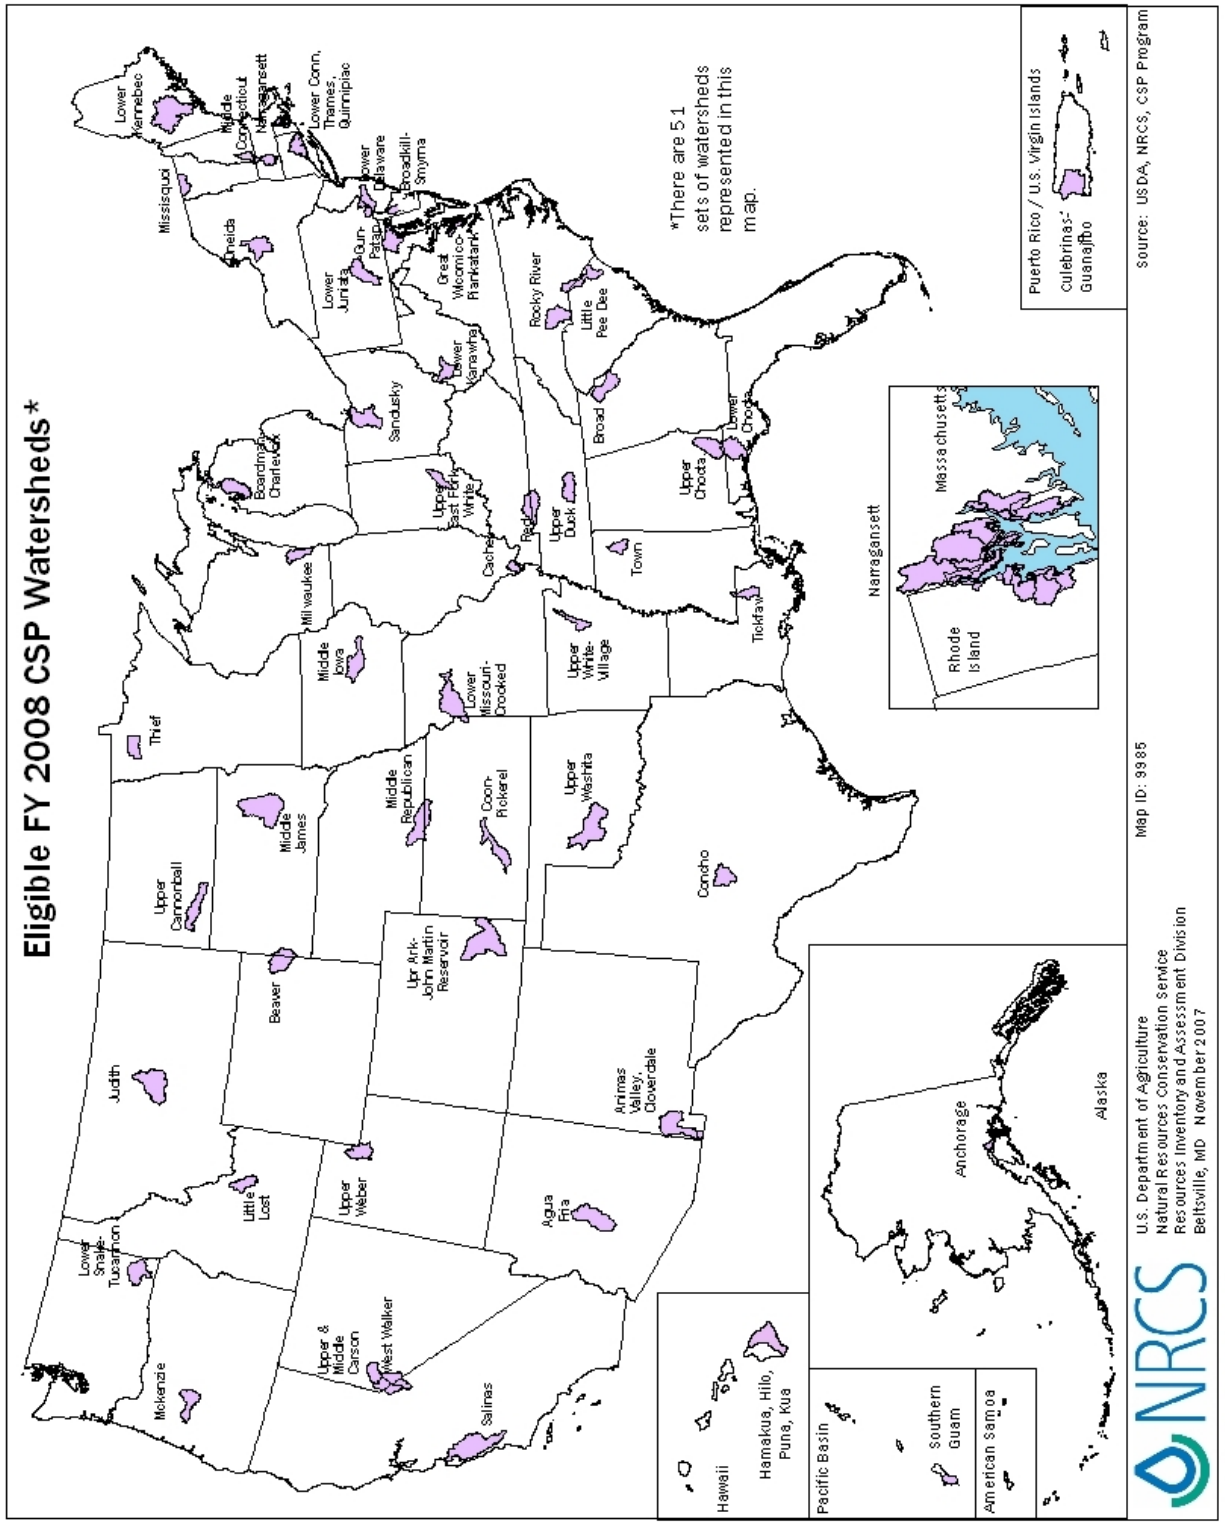 Eligible FY 2008 CSP Watersheds*
Lower
Kennebec
Middle
Connecticut
Narragansett
Lower Conn,
Thames,
Quinnipiac
Missisquoi
Oneida
Lower
Delaware
Broadkill-
Smyrna
Gun-
Patap
Lower
Juniata
Great
Wicomico-
Piankatank
Lower
Kanawha
Rocky River
Little
Pee Dee
Sandusky
Boardman-
Charlevoix
Broad
Upper
East Fork
White
Lower
Chocta
Upper
Chocta
Red
Upper
Duck
Cache
Town
Milwaukee
Tickfaw
Middle
Iowa
Upper
White-
Village
Lower
Missouri-
Crooked
Thief
Middle
Republican
Coon-
Pickerel
Upper
Washita
Middle
James
Upper
Cannonball
Concho
Upr Ark-
John Martin
Reservoir
Beaver
Judith
Animas
Valley,
Cloverdale
Little
Lost
Upper
Weber
Agua
Fria
Lower
Snake-
Tucannon
Upper &
Middle
Carson
West Walker
Mckenzie
Salinas
*There are 51
sets of watersheds
represented in this
map.
Puerto Rico / U.S. Virgin Islands
Culebrinas-
Guanajibo
Narragansett
Massachusetts
Rhode
Island
Hawaii
Hamakua, Hilo,
Puna, Kua
Pacific Basin
Southern
Guam
American Samoa
Anchorage
Alaska
NRCS
U.S. Department of Agriculture
Natural Resources Conservation Service
Resources Inventory and Assessment Division
Beltsville, MD November 2007
Map ID: 9985
Source: USDA, NRCS, CSP Program